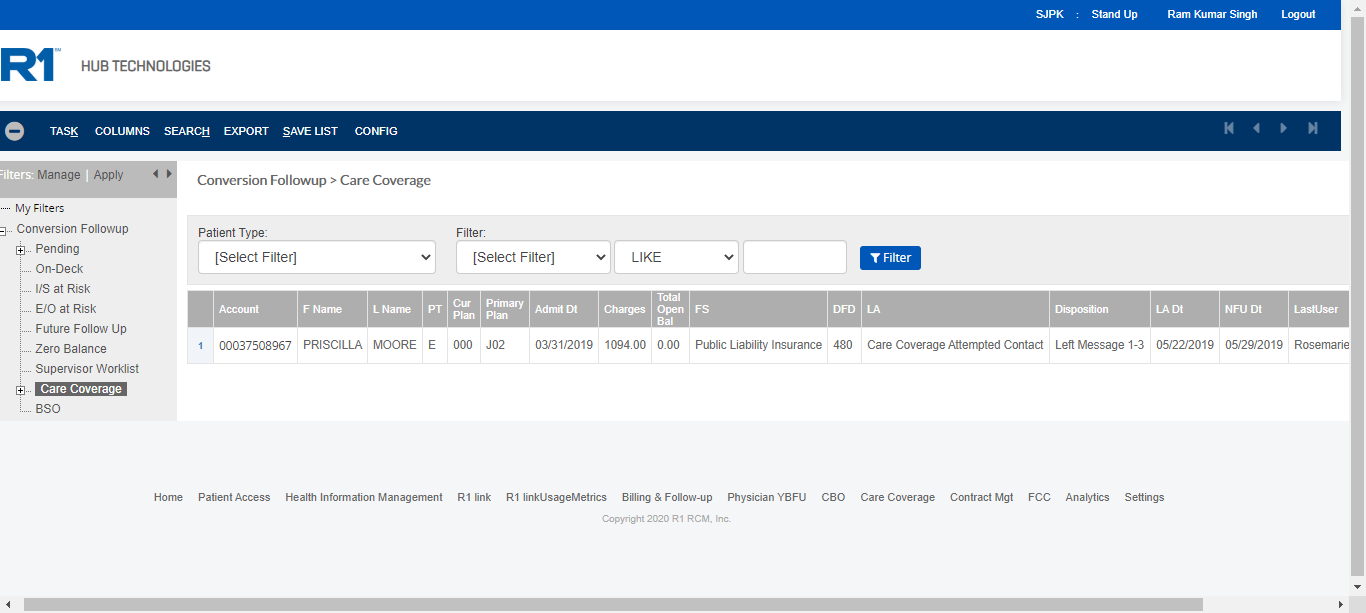 SJPK : Stand Up Ram Kumar Singh Logout
R1™ HUB TECHNOLOGIES
TASK COLUMNS SEARCH EXPORT SAVE LIST CONFIG
Filters: Manage | Apply
My Filters
Conversion Followup
Pending
On-Deck
I/S at Risk
E/O at Risk
Future Follow Up
Zero Balance
Supervisor Worklist
Care Coverage
BSO
Conversion Followup > Care Coverage
Patient Type: Filter:
[Select Filter] [Select Filter] LIKE Filter
Account F Name L Name PT Cur Plan Primary Plan Admit Dt Charges Total Open Bal FS DFD LA Disposition LA Dt NFU Dt LastUser
1 00037508967 PRISCILLA MOORE E 000 J02 03/31/2019 1094.00 0.00 Public Liability Insurance 480 Care Coverage Attempted Contact Left Message 1-3 05/22/2019 05/29/2019 Rosemarie
Home Patient Access Health Information Management R1 link R1 linkUsageMetrics Billing & Follow-up Physician YBFU CBO Care Coverage Contract Mgt FCC Analytics Settings
Copyright 2020 R1 RCM, Inc.